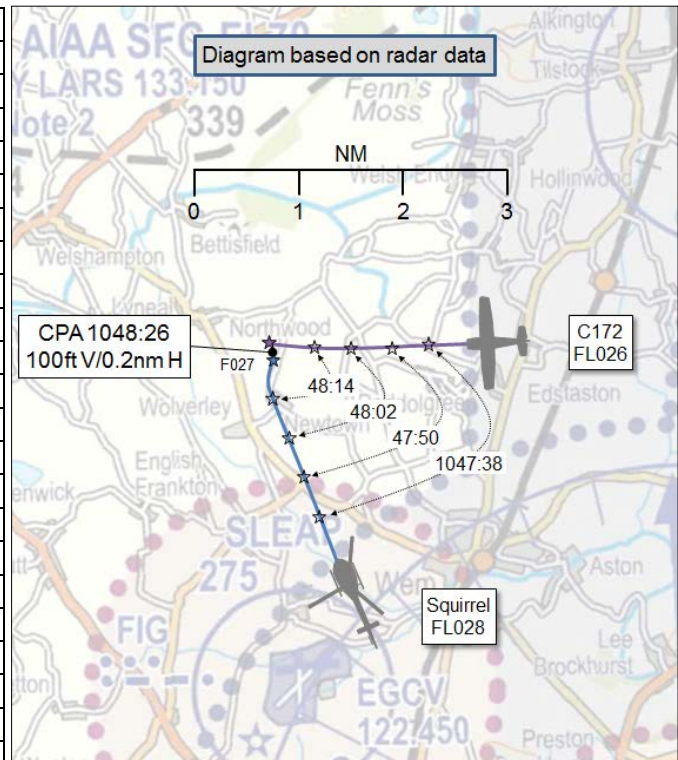 AIAA SFC FL70
Alkington
Diagram based on radar data
Tilstock
Y LARS 133.150
Note 2
339
Fenn's
Moss
NM
Welsh End
Hollinwood
0 1 2 3
Bettisfield
Welshampton
Lyneal
Northwood
CPA 1048:26
100ft V/0.2nm H
F027
C172
FL026
48:14
Wolverley
48:02
Newtown
Edstaston
47:50
English
Frankton
1047:38
SLEA
275
Wem
Aston
Squirrel
FL028
FIG
Lee
Brockhurst
EGCV
122.450
Preston